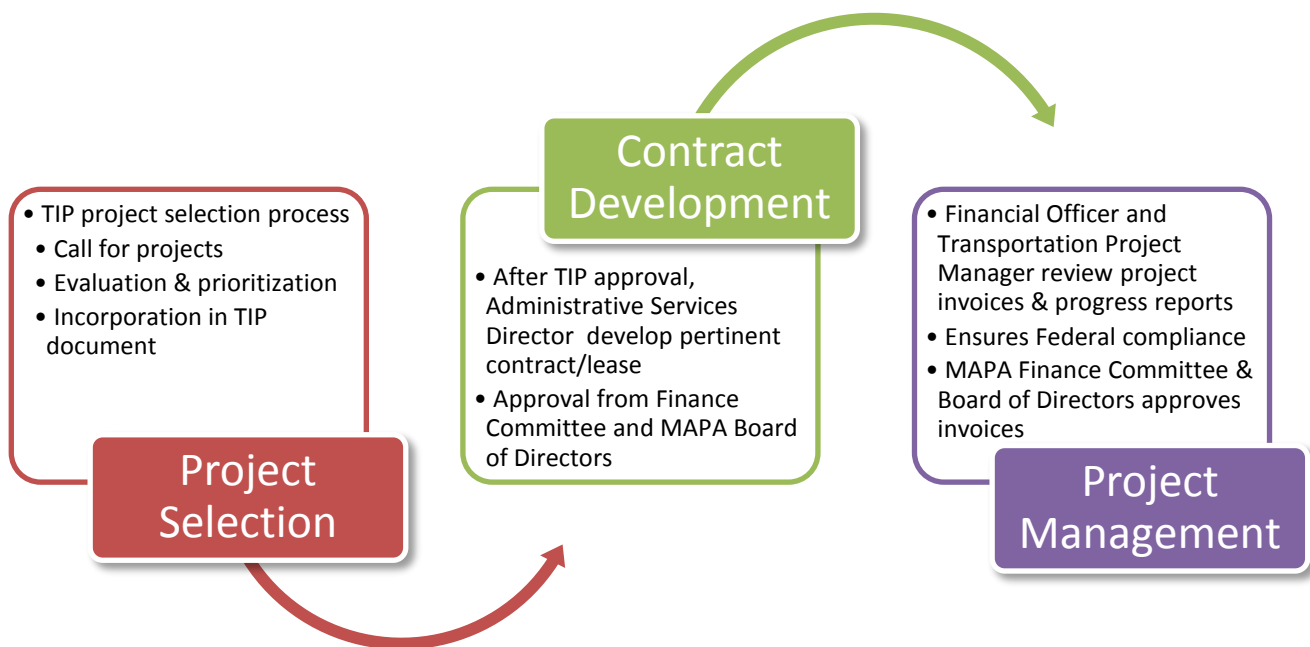 • TIP project selection process
• Call for projects
• Evaluation & prioritization
• Incorporation in TIP
document
Project
Selection
Contract
Development
• After TIP approval,
Administrative Services
Director develop pertinent
contract/lease
• Approval from Finance
Committee and MAPA Board
of Directors
• Financial Officer and
Transportation Project
Manager review project
invoices & progress reports
• Ensures Federal compliance
• MAPA Finance Committee &
Board of Directors approves
invoices
Project
Management